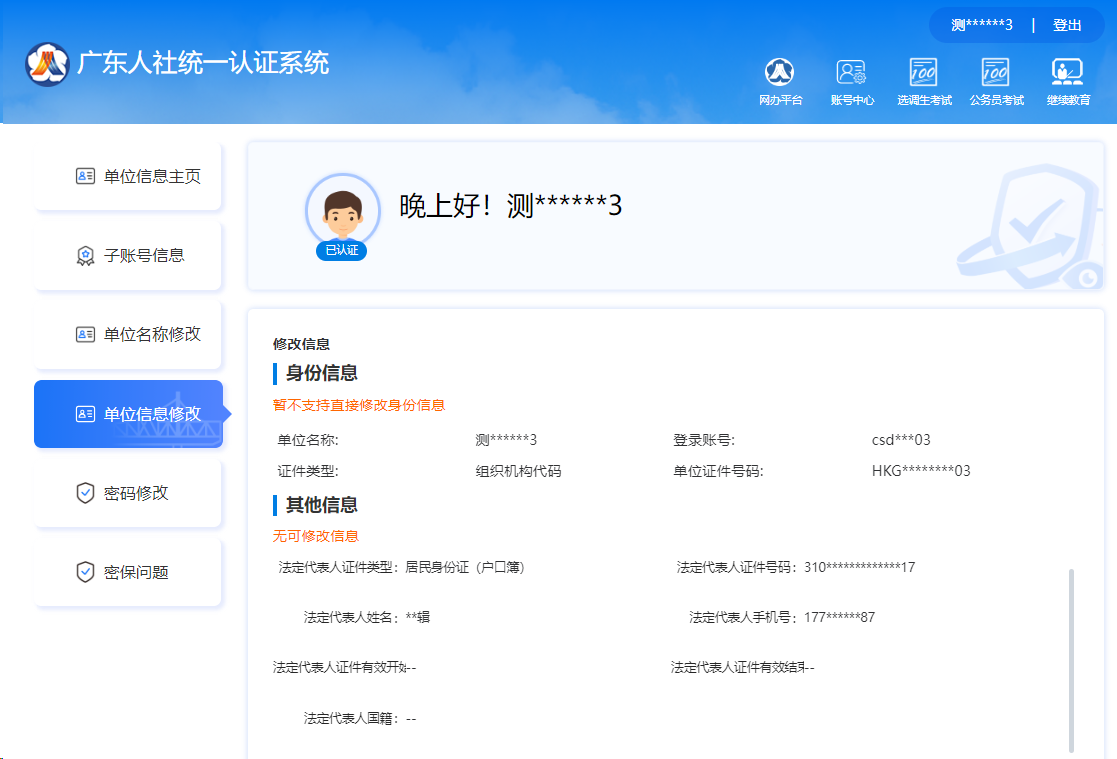 测******3 | 登出
广东人社统一认证系统
网办平台 账号中心 选调生考试 公务员考试 继续教育
单位信息主页
子账号信息
单位名称修改
单位信息修改
密码修改
密保问题
晚上好！测******3
已认证
修改信息
身份信息
暂不支持直接修改身份信息
单位名称: 测******3 登录账号: csd***03
证件类型: 组织机构代码 单位证件号码: HKG********03
其他信息
无可修改信息
法定代表人证件类型：居民身份证（户口簿） 法定代表人证件号码：310*************17
法定代表人姓名：**辑 法定代表人手机号：177******87
法定代表人证件有效开始-- 法定代表人证件有效结束--
法定代表人国籍：--